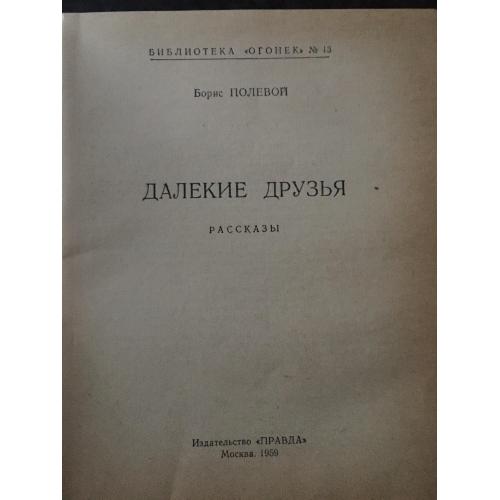 БИБЛИОТЕКА «ОГОНЕК» № 13
Борис ПОЛЕВОЙ
ДАЛЕКИЕ ДРУЗЬЯ
РАССКАЗЫ
Издательство «ПРАВДА»
Москва. 1959